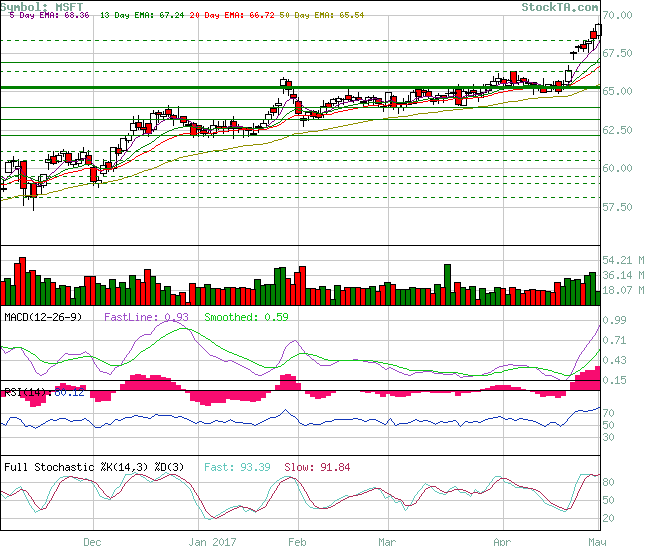 Symbol: MSFT
StockTA.com
5 Day EMA: 68.36 13 Day EMA: 67.24 20 Day EMA: 66.72 50 Day EMA: 65.54
70.00
67.50
65.00
62.50
60.00
57.50
54.21 M
36.14 M
18.07 M
MACD(12-26-9) FastLine: 0.93 Smoothed: 0.59
0.99
0.71
0.43
0.15
RSI(14): 80.12
70
50
30
Full Stochastic %K(14,3) %D(3) Fast: 93.39 Slow: 91.84
80
50
20
Dec Jan 2017 Feb Mar Apr May